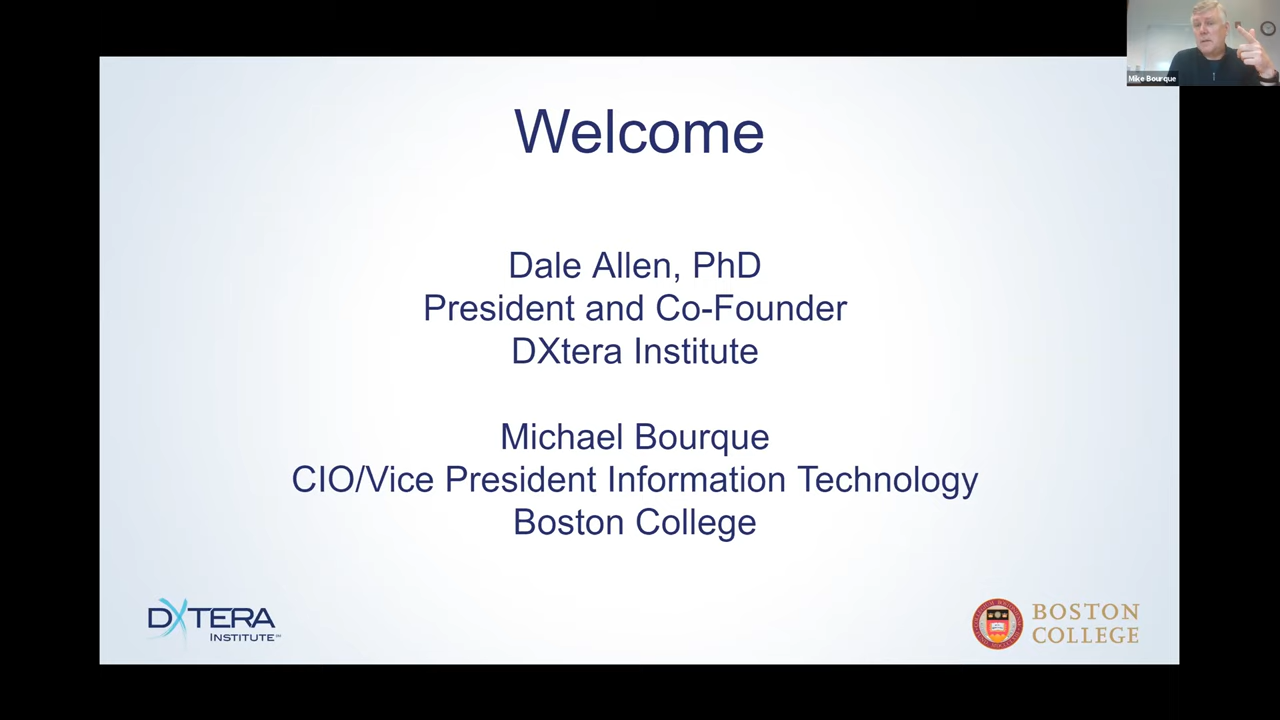 Mike Bourque
Welcome
Dale Allen, PhD
President and Co-Founder
DXtera Institute
Michael Bourque
CIO/Vice President Information Technology
Boston College
DXTERA
INSTITUTE℠
BOSTON
COLLEGE